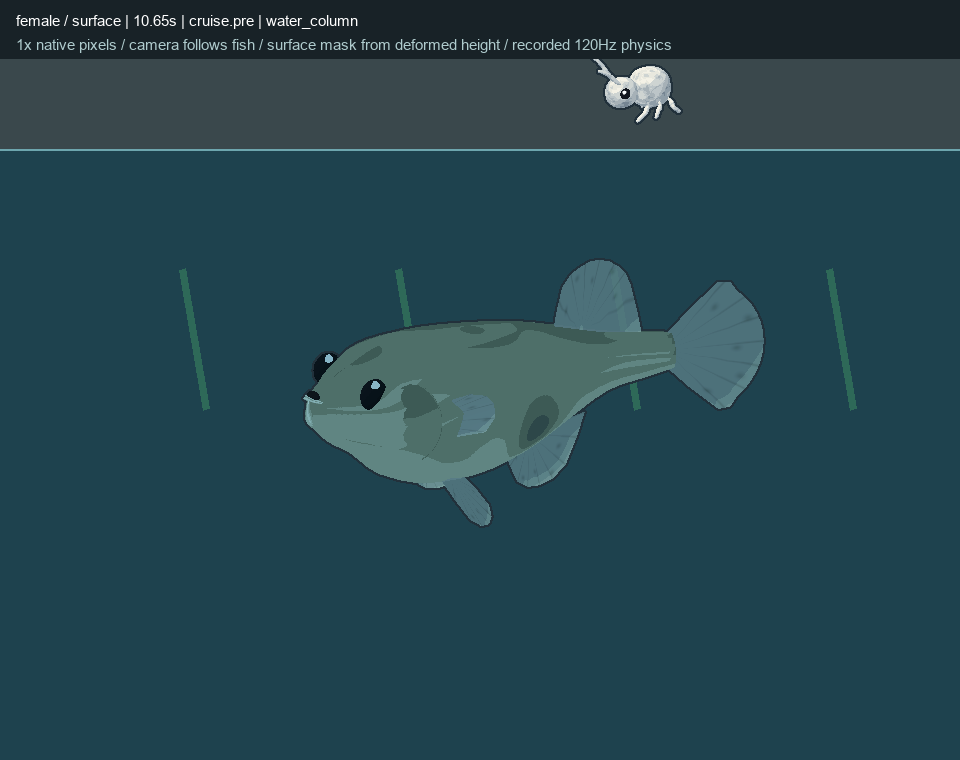 female / surface | 10.65s | cruise.pre | water_column
1x native pixels / camera follows fish / surface mask from deformed height / recorded 120Hz physics